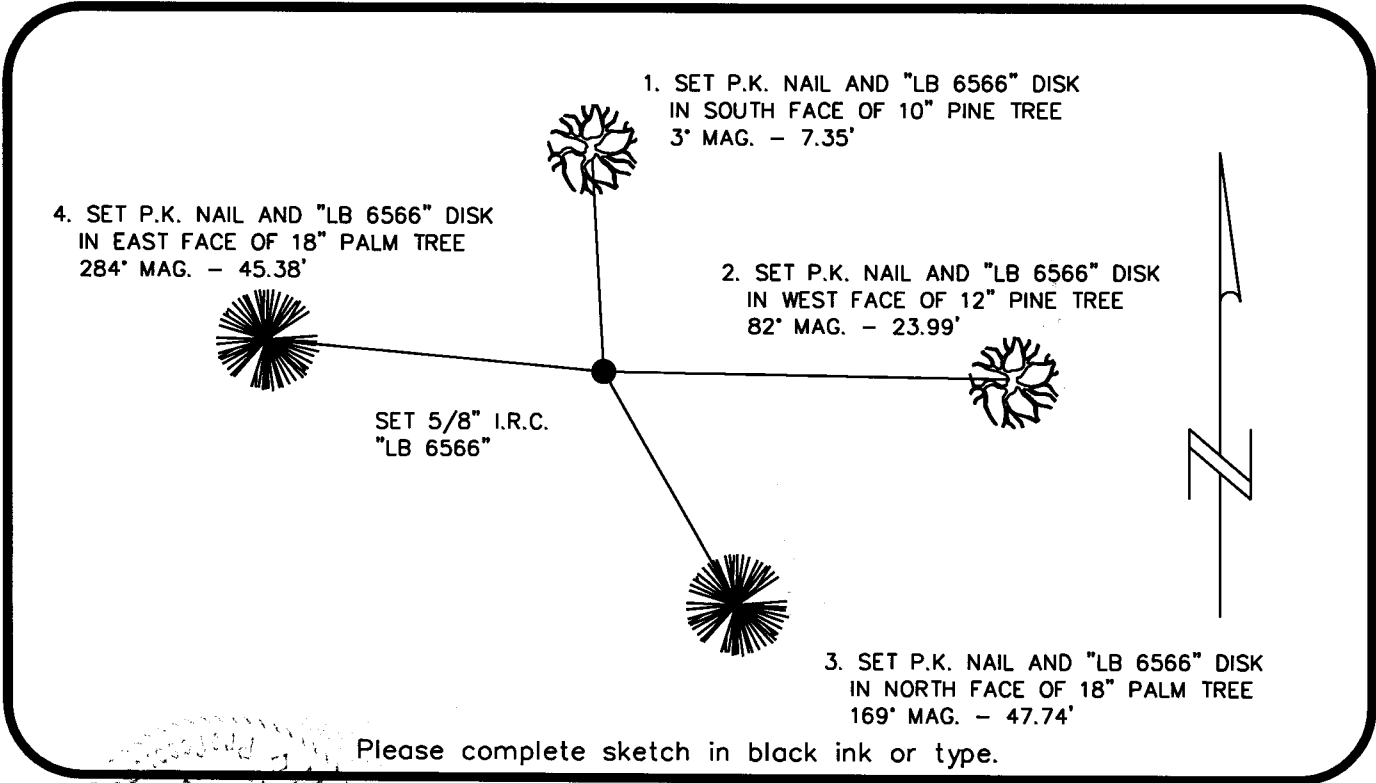 1. SET P.K. NAIL AND "LB 6566" DISK
IN SOUTH FACE OF 10" PINE TREE
3° MAG. – 7.35'
4. SET P.K. NAIL AND "LB 6566" DISK
IN EAST FACE OF 18" PALM TREE
284° MAG. – 45.38'
2. SET P.K. NAIL AND "LB 6566" DISK
IN WEST FACE OF 12" PINE TREE
82° MAG. – 23.99'
SET 5/8" I.R.C.
"LB 6566"
N
3. SET P.K. NAIL AND "LB 6566" DISK
IN NORTH FACE OF 18" PALM TREE
169° MAG. – 47.74'
Please complete sketch in black ink or type.